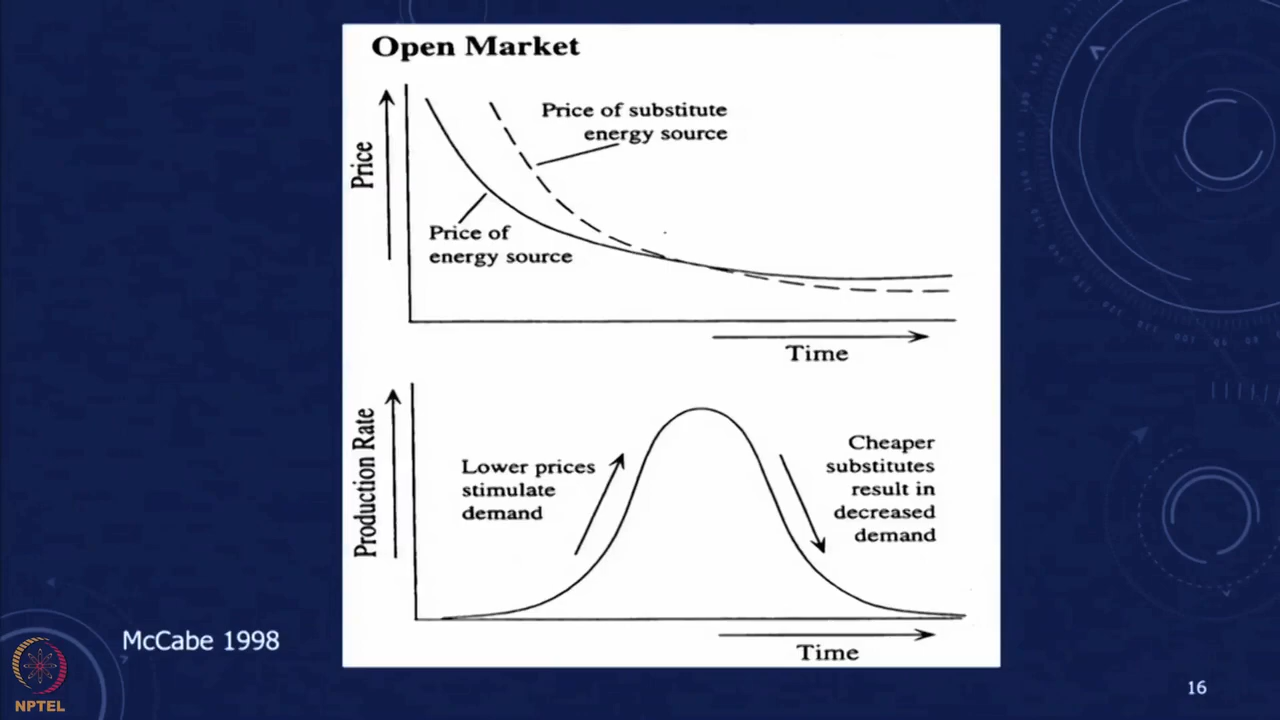 Open Market
Price
Price of substitute
energy source
Price of
energy source
Time
Production Rate
Lower prices
stimulate
demand
Cheaper
substitutes
result in
decreased
demand
Time
McCabe 1998
NPTEL
16